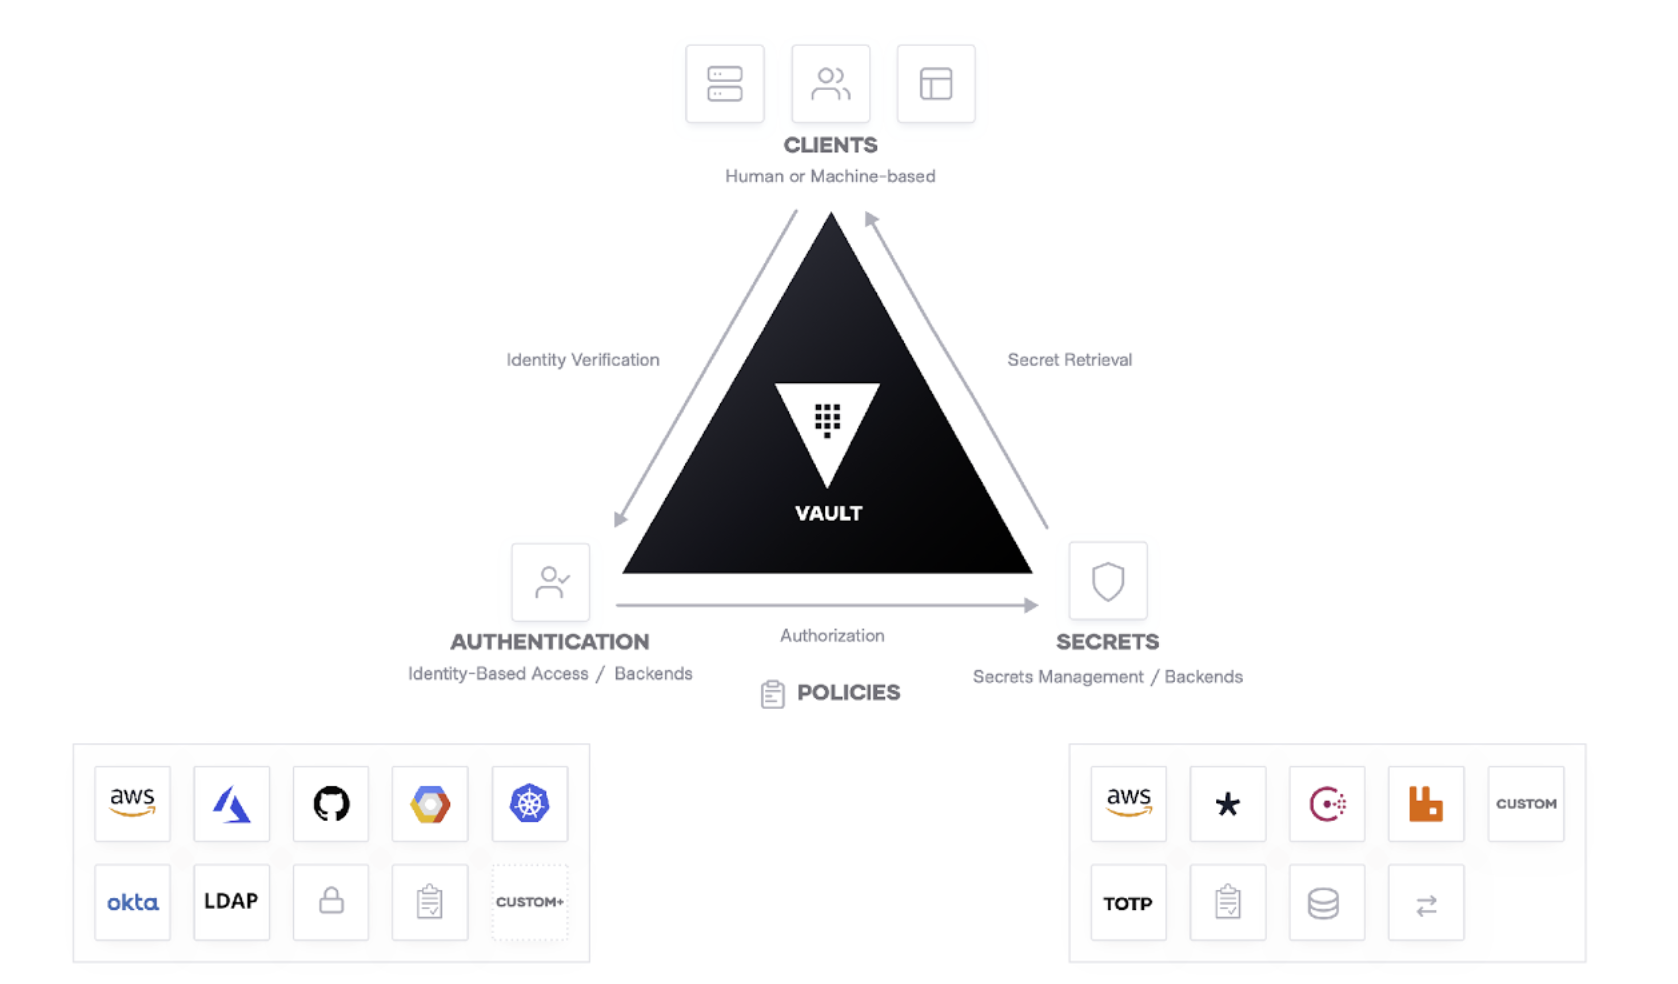 CLIENTS
Human or Machine-based
Identity Verification
Secret Retrieval
VAULT
AUTHENTICATION
Identity-Based Access / Backends
Authorization
POLICIES
SECRETS
Secrets Management / Backends
aws
okta
LDAP
CUSTOM+
aws
CUSTOM
TOTP